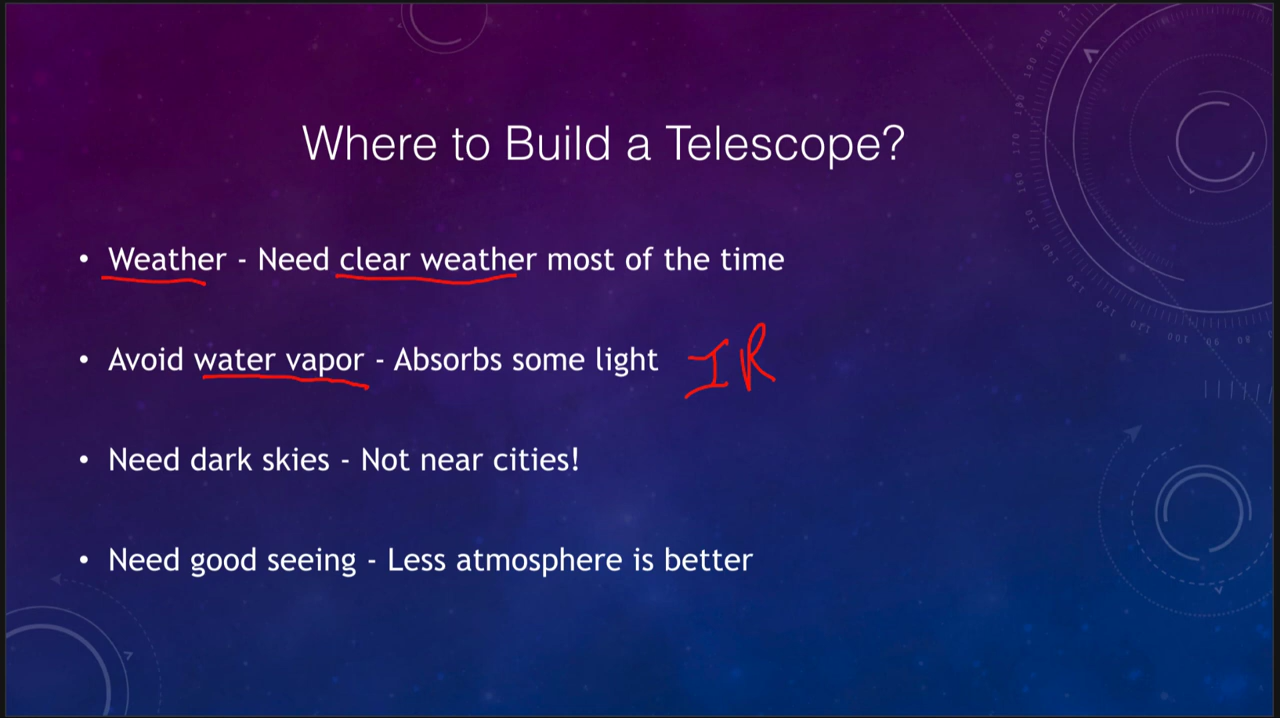 Where to Build a Telescope?
• Weather - Need clear weather most of the time
• Avoid water vapor - Absorbs some light IR
• Need dark skies - Not near cities!
• Need good seeing - Less atmosphere is better